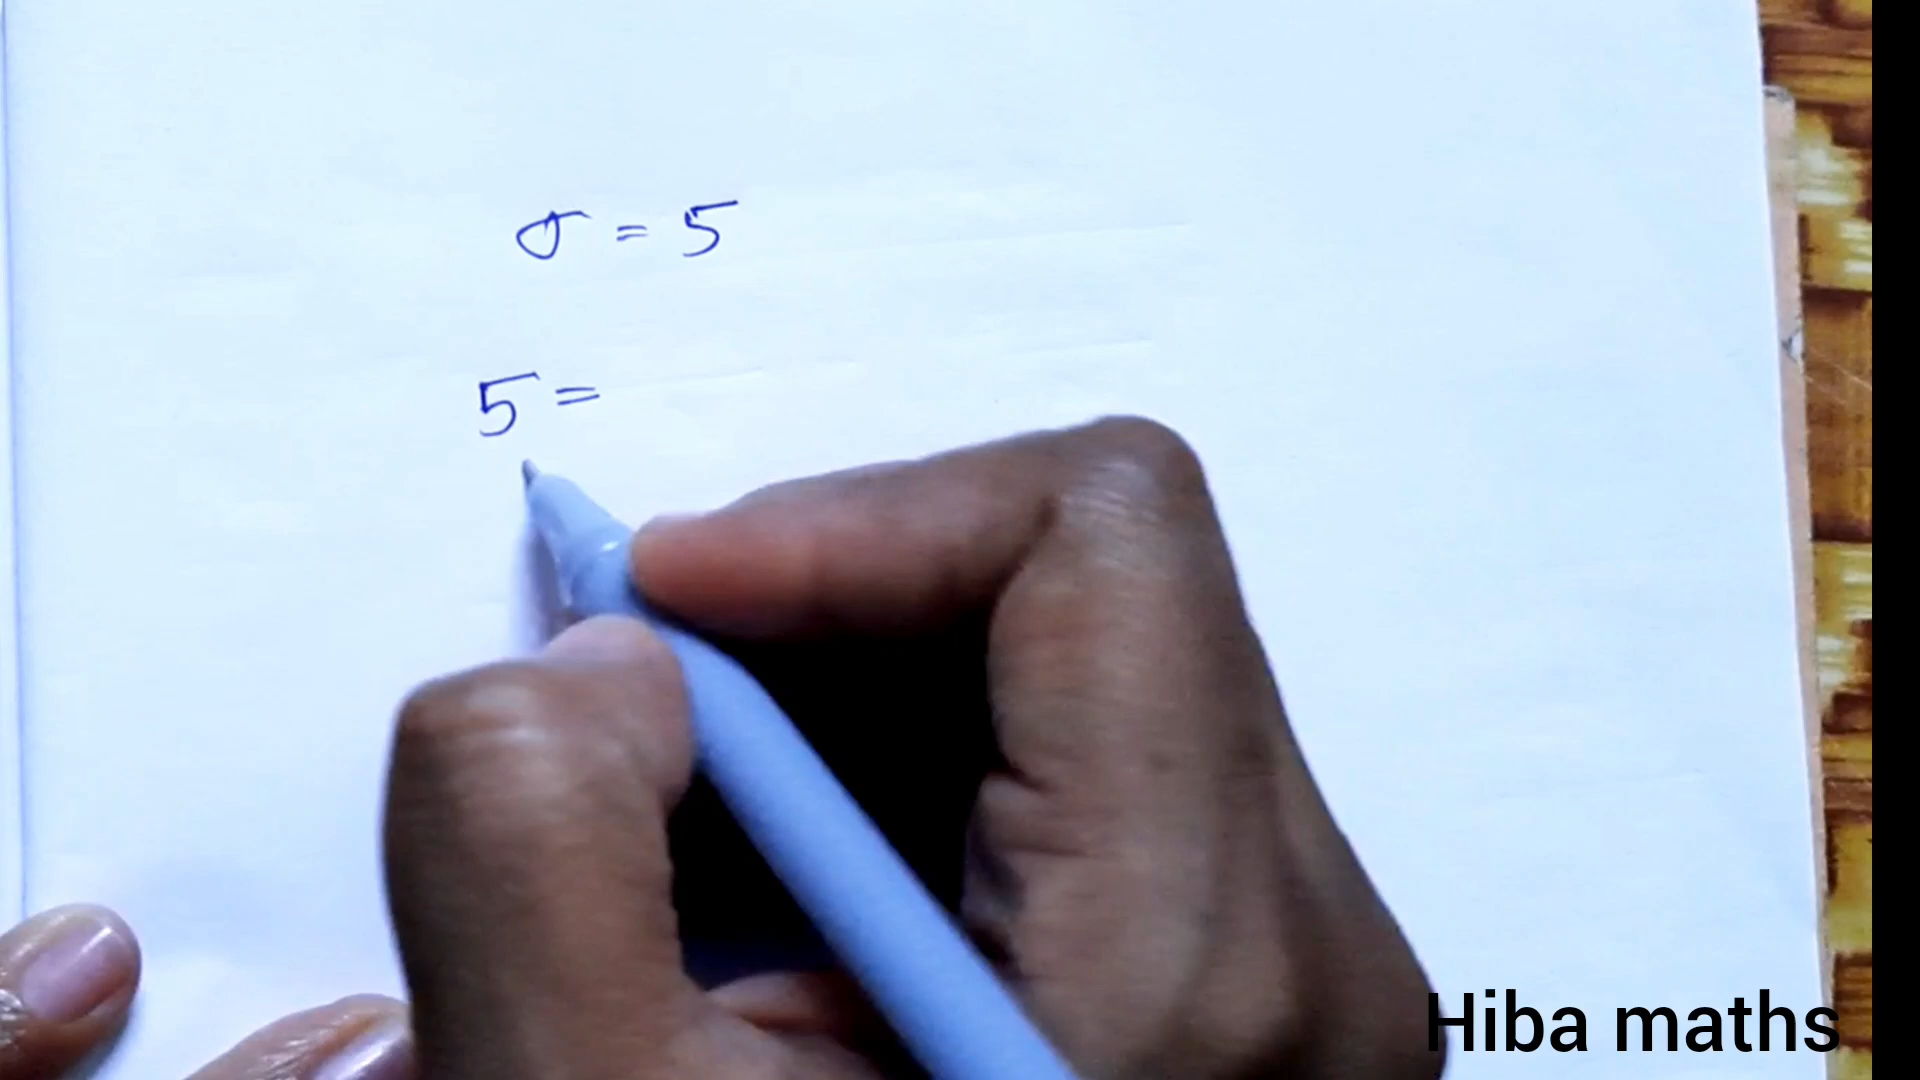 σ = 5
5 =
Hiba maths